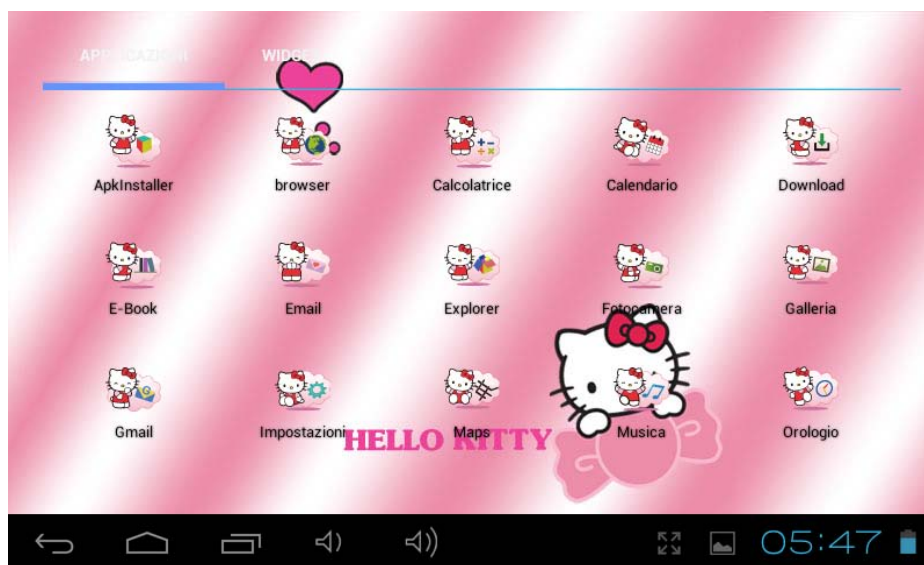 APPLICAZIONI WIDGET
ApkInstaller browser Calcolatrice Calendario Download
E-Book Email Explorer Fotocamera Galleria
Gmail Impostazioni Maps Musica Orologio
HELLO KITTY
05:47